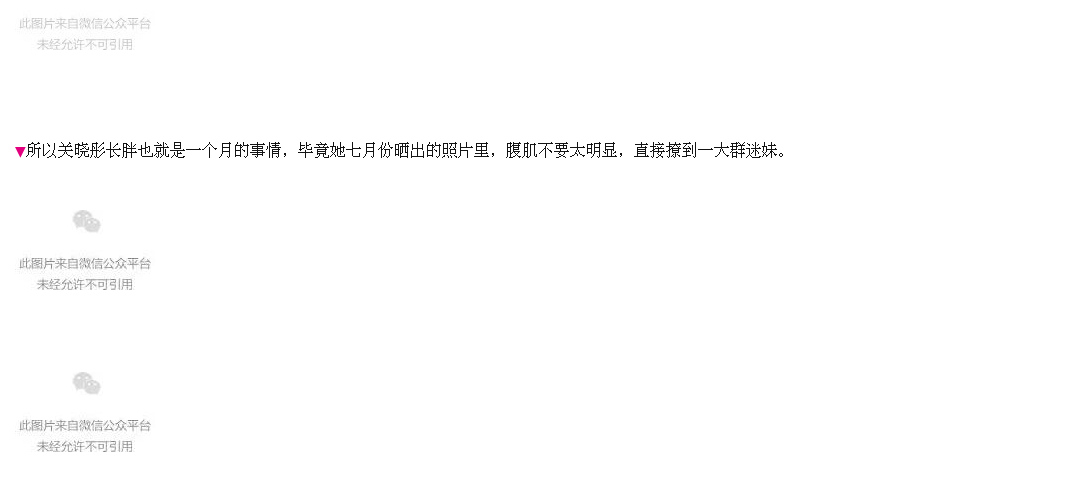 此图片来自微信公众平台
未经允许不可引用
▼所以关晓彤长胖也就是一个月的事情，毕竟她七月份晒出的照片里，腹肌不要太明显，直接撩到一大群迷妹。
此图片来自微信公众平台
未经允许不可引用
此图片来自微信公众平台
未经允许不可引用